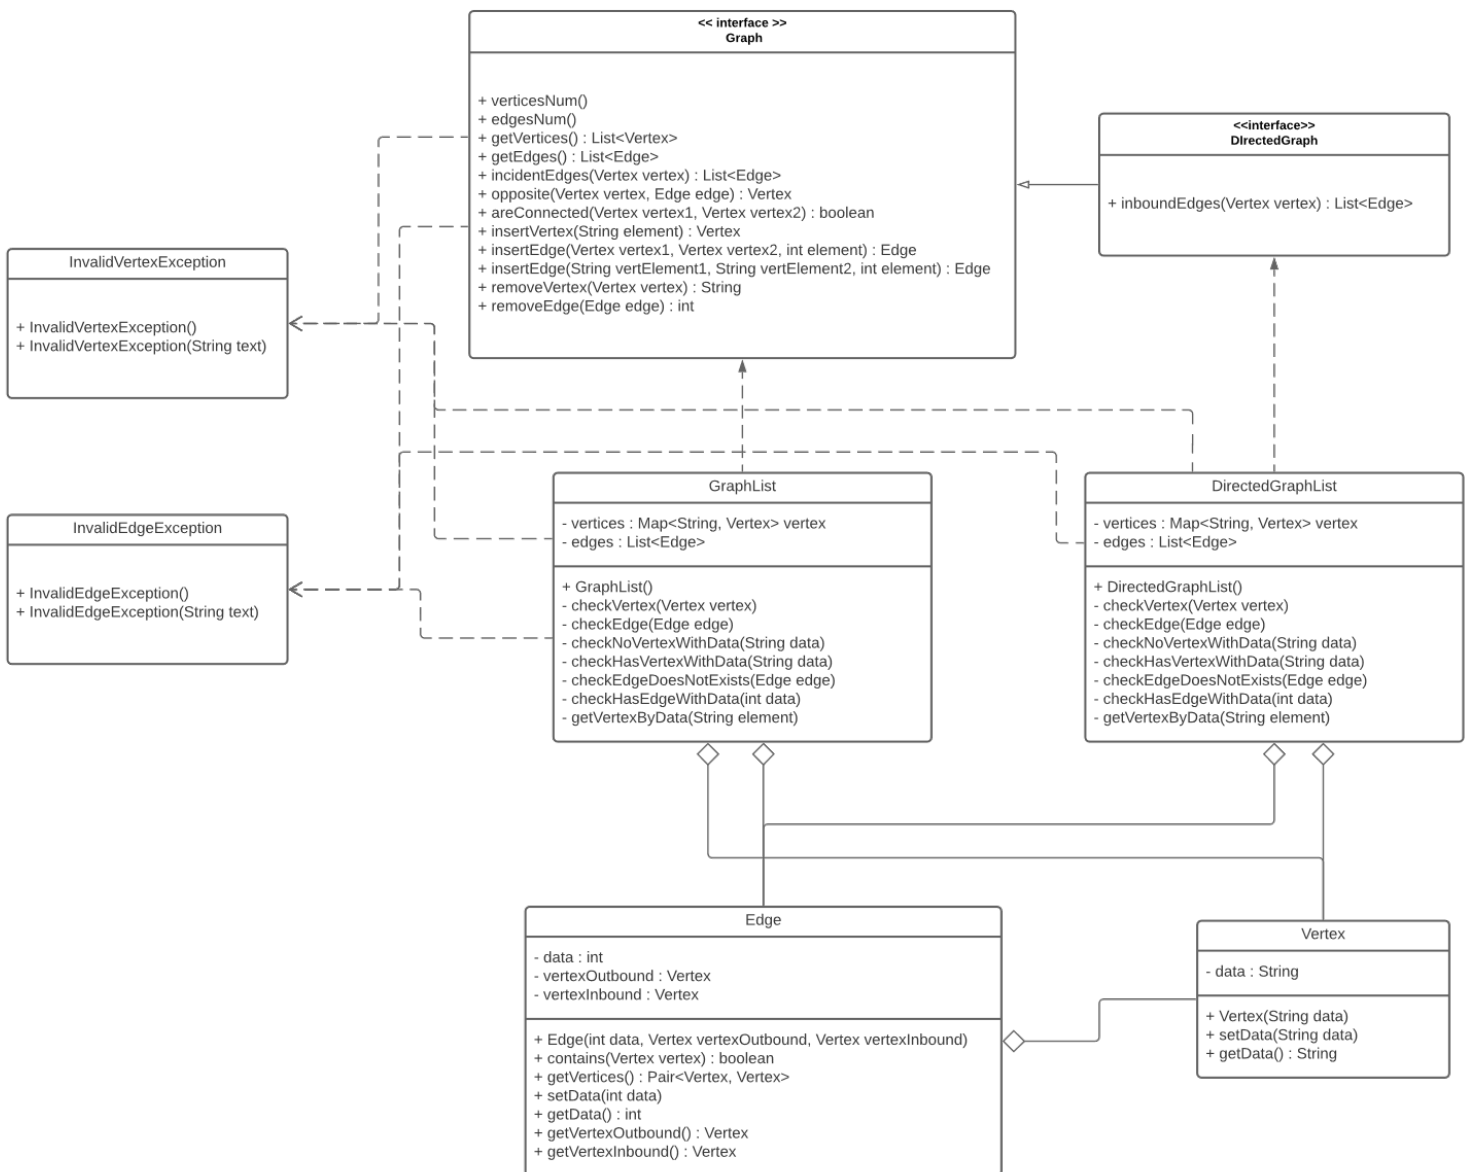 << interface >>
Graph
+ verticesNum()
+ edgesNum()
+ getVertices() : List<Vertex>
+ getEdges() : List<Edge>
+ incidentEdges(Vertex vertex) : List<Edge>
+ opposite(Vertex vertex, Edge edge) : Vertex
+ areConnected(Vertex vertex1, Vertex vertex2) : boolean
+ insertVertex(String element) : Vertex
+ insertEdge(Vertex vertex1, Vertex vertex2, int element) : Edge
+ insertEdge(String vertElement1, String vertElement2, int element) : Edge
+ removeVertex(Vertex vertex) : String
+ removeEdge(Edge edge) : int
<<interface>>
DIrectedGraph
+ inboundEdges(Vertex vertex) : List<Edge>
InvalidVertexException
+ InvalidVertexException()
+ InvalidVertexException(String text)
InvalidEdgeException
+ InvalidEdgeException()
+ InvalidEdgeException(String text)
GraphList
- vertices : Map<String, Vertex> vertex
- edges : List<Edge>
+ GraphList()
- checkVertex(Vertex vertex)
- checkEdge(Edge edge)
- checkNoVertexWithData(String data)
- checkHasVertexWithData(String data)
- checkEdgeDoesNotExists(Edge edge)
- checkHasEdgeWithData(int data)
- getVertexByData(String element)
DirectedGraphList
- vertices : Map<String, Vertex> vertex
- edges : List<Edge>
+ DirectedGraphList()
- checkVertex(Vertex vertex)
- checkEdge(Edge edge)
- checkNoVertexWithData(String data)
- checkHasVertexWithData(String data)
- checkEdgeDoesNotExists(Edge edge)
- checkHasEdgeWithData(int data)
- getVertexByData(String element)
Edge
- data : int
- vertexOutbound : Vertex
- vertexInbound : Vertex
+ Edge(int data, Vertex vertexOutbound, Vertex vertexInbound)
+ contains(Vertex vertex) : boolean
+ getVertices() : Pair<Vertex, Vertex>
+ setData(int data)
+ getData() : int
+ getVertexOutbound() : Vertex
+ getVertexInbound() : Vertex
Vertex
- data : String
+ Vertex(String data)
+ setData(String data)
+ getData() : String